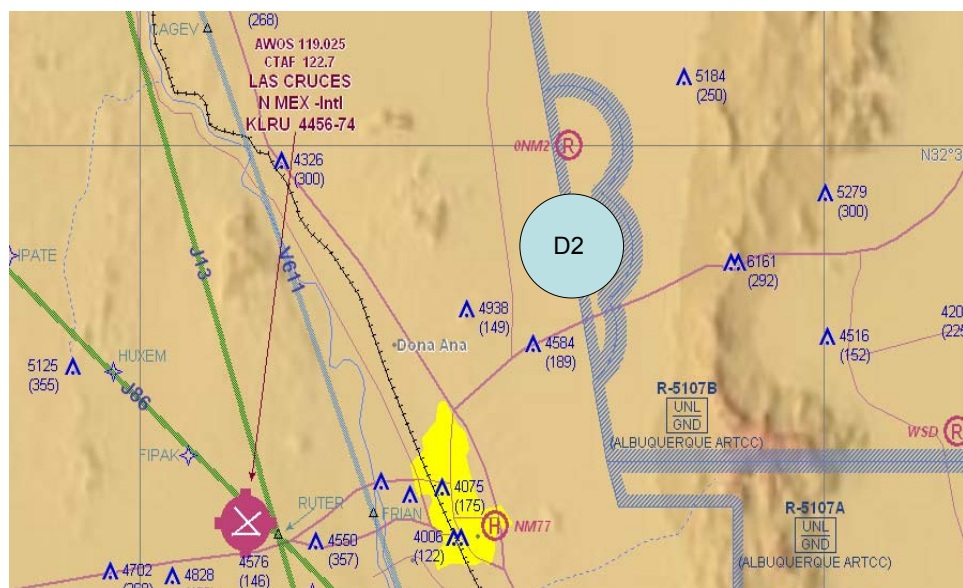 (268)
CAGEV
AWOS 119.025
CTAF 122.7
LAS CRUCES
N MEX -Intl
KLRU 4456-74
5184
(250)
0NM2
R
N32°3
4326
(300)
5279
(300)
D2
IPATE
J13
V611
6161
(292)
4938
(149)
420
(225
4516
(152)
4584
(189)
Dona Ana
HUXEM
5125
(355)
J86
R-5107B
UNL
GND
(ALBUQUERQUE ARTCC)
WSD
R
FIPAK
4075
(175)
RUTER
FRIAN
R-5107A
UNL
GND
(ALBUQUERQUE ARTCC)
H
NM77
4550
(357)
4006
(122)
4576
(146)
4702
4828